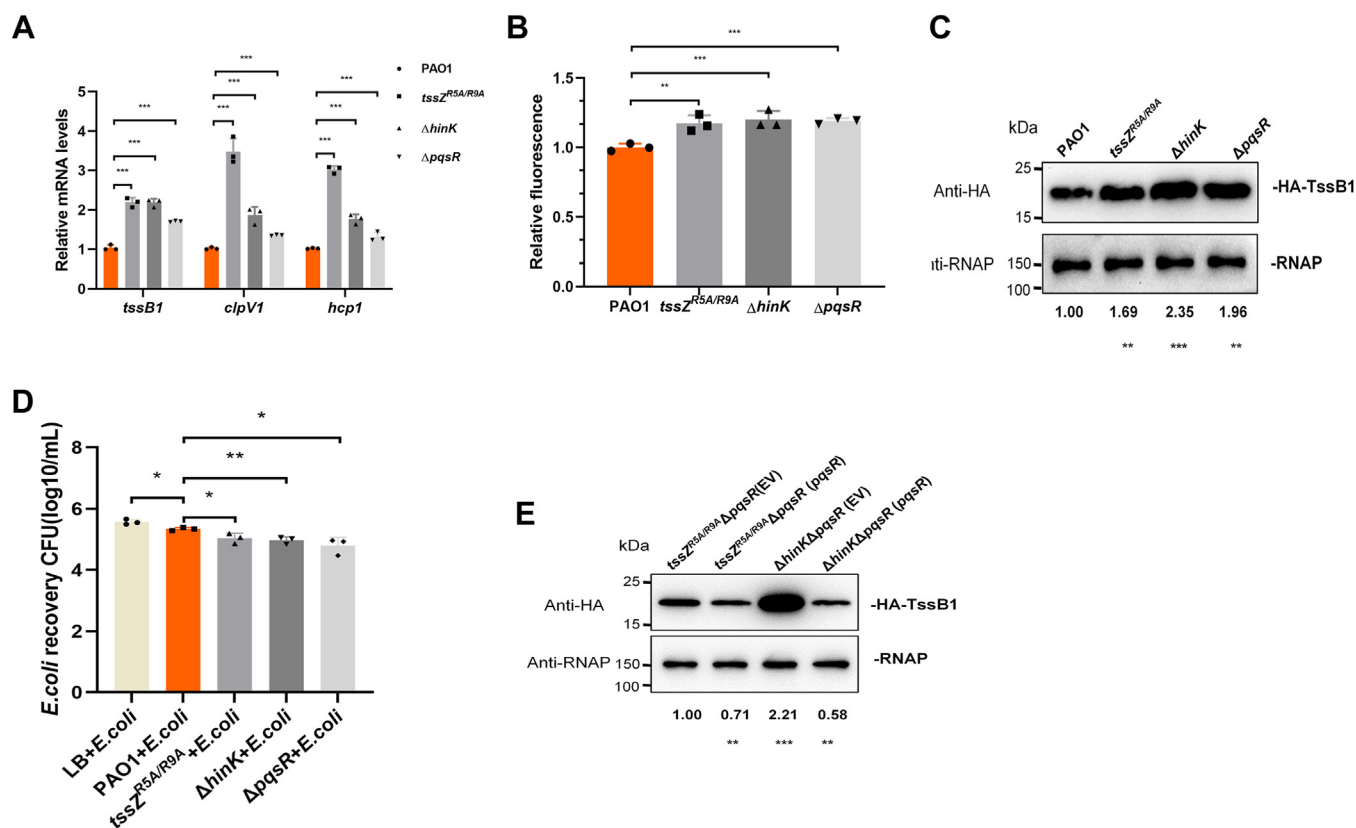 A
Relative mRNA levels
5
4
3
2
1
0
***
***
***
***
***
***
***
***
***
tssB1
clpV1
hcp1
PAO1
tssZR5A/R9A
ΔhinK
ΔpqsR
B
Relative fluorescence
1.5
1.0
0.5
0.0
***
***
**
PAO1
tssZR5A/R9A
ΔhinK
ΔpqsR
C
kDa
PAO1
tssZR5A/R9A
ΔhinK
ΔpqsR
25
Anti-HA
-HA-TssB1
15
ıti-RNAP
150
-RNAP
100
1.00 1.69 2.35 1.96
** *** **
D
E.coli recovery CFU(log10/mL)
8
6
4
2
0
*
**
*
*
LB+E.coli
PAO1+E.coli
tssZR5A/R9A+E.coli
ΔhinK+E.coli
ΔpqsR+E.coli
E
kDa
tssZR5A/R9AΔpqsR(EV)
tssZR5A/R9AΔpqsR (pqsR)
ΔhinKΔpqsR (EV)
ΔhinKΔpqsR (pqsR)
25
Anti-HA
-HA-TssB1
15
Anti-RNAP
150
-RNAP
100
1.00 0.71 2.21 0.58
** *** **